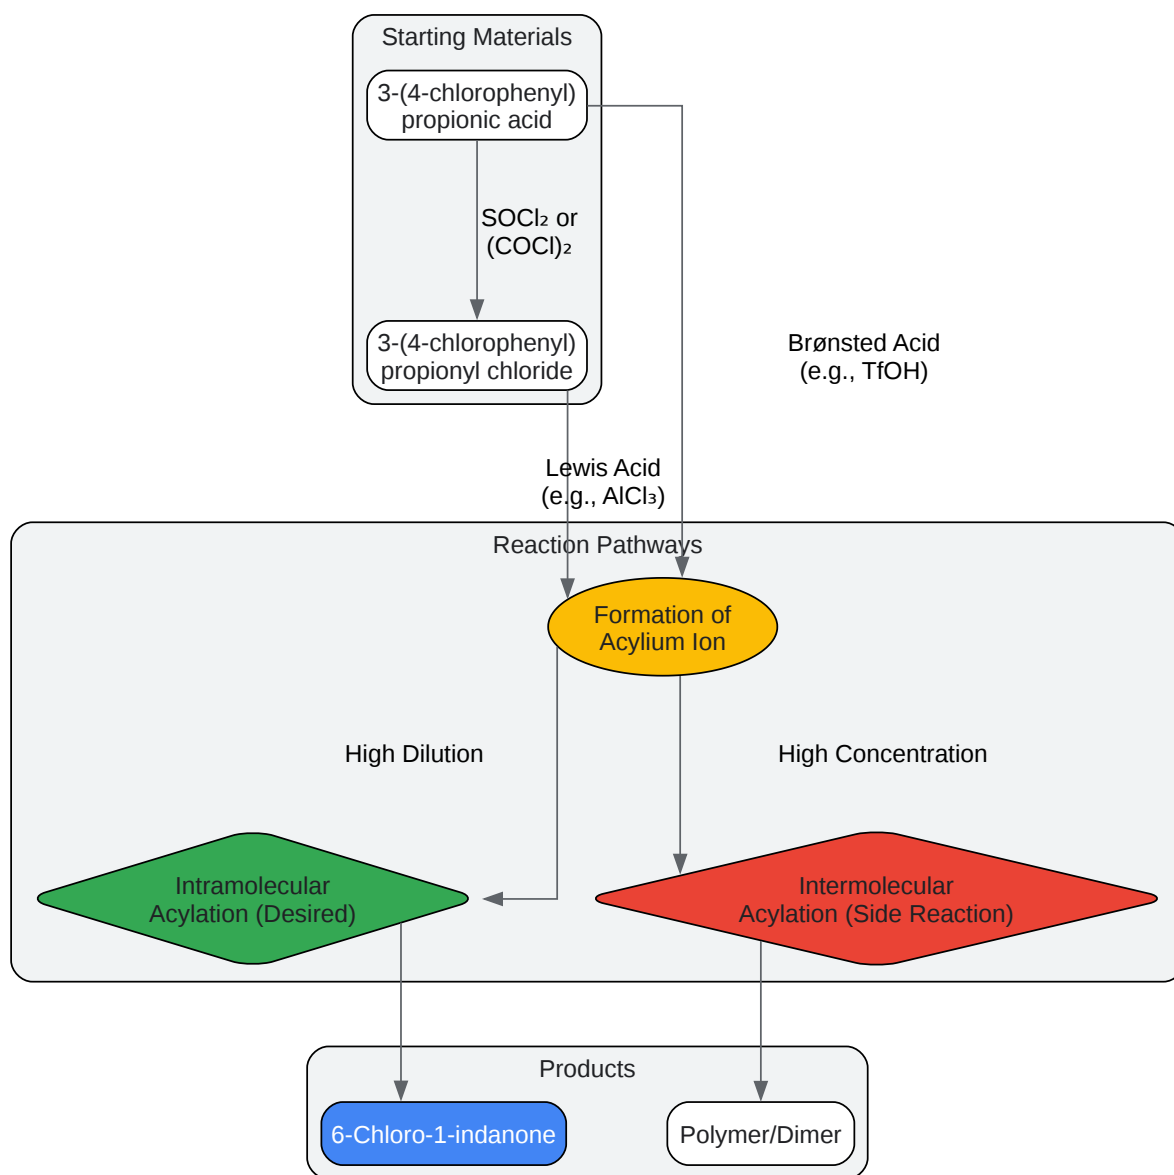 Starting Materials
3-(4-chlorophenyl)
propionic acid
SOCl₂ or
(COCl)₂
3-(4-chlorophenyl)
propionyl chloride
Brønsted Acid
(e.g., TfOH)
Lewis Acid
(e.g., AlCl₃)
Reaction Pathways
Formation of
Acylium Ion
High Dilution
High Concentration
Intramolecular
Acylation (Desired)
Intermolecular
Acylation (Side Reaction)
Products
6-Chloro-1-indanone
Polymer/Dimer